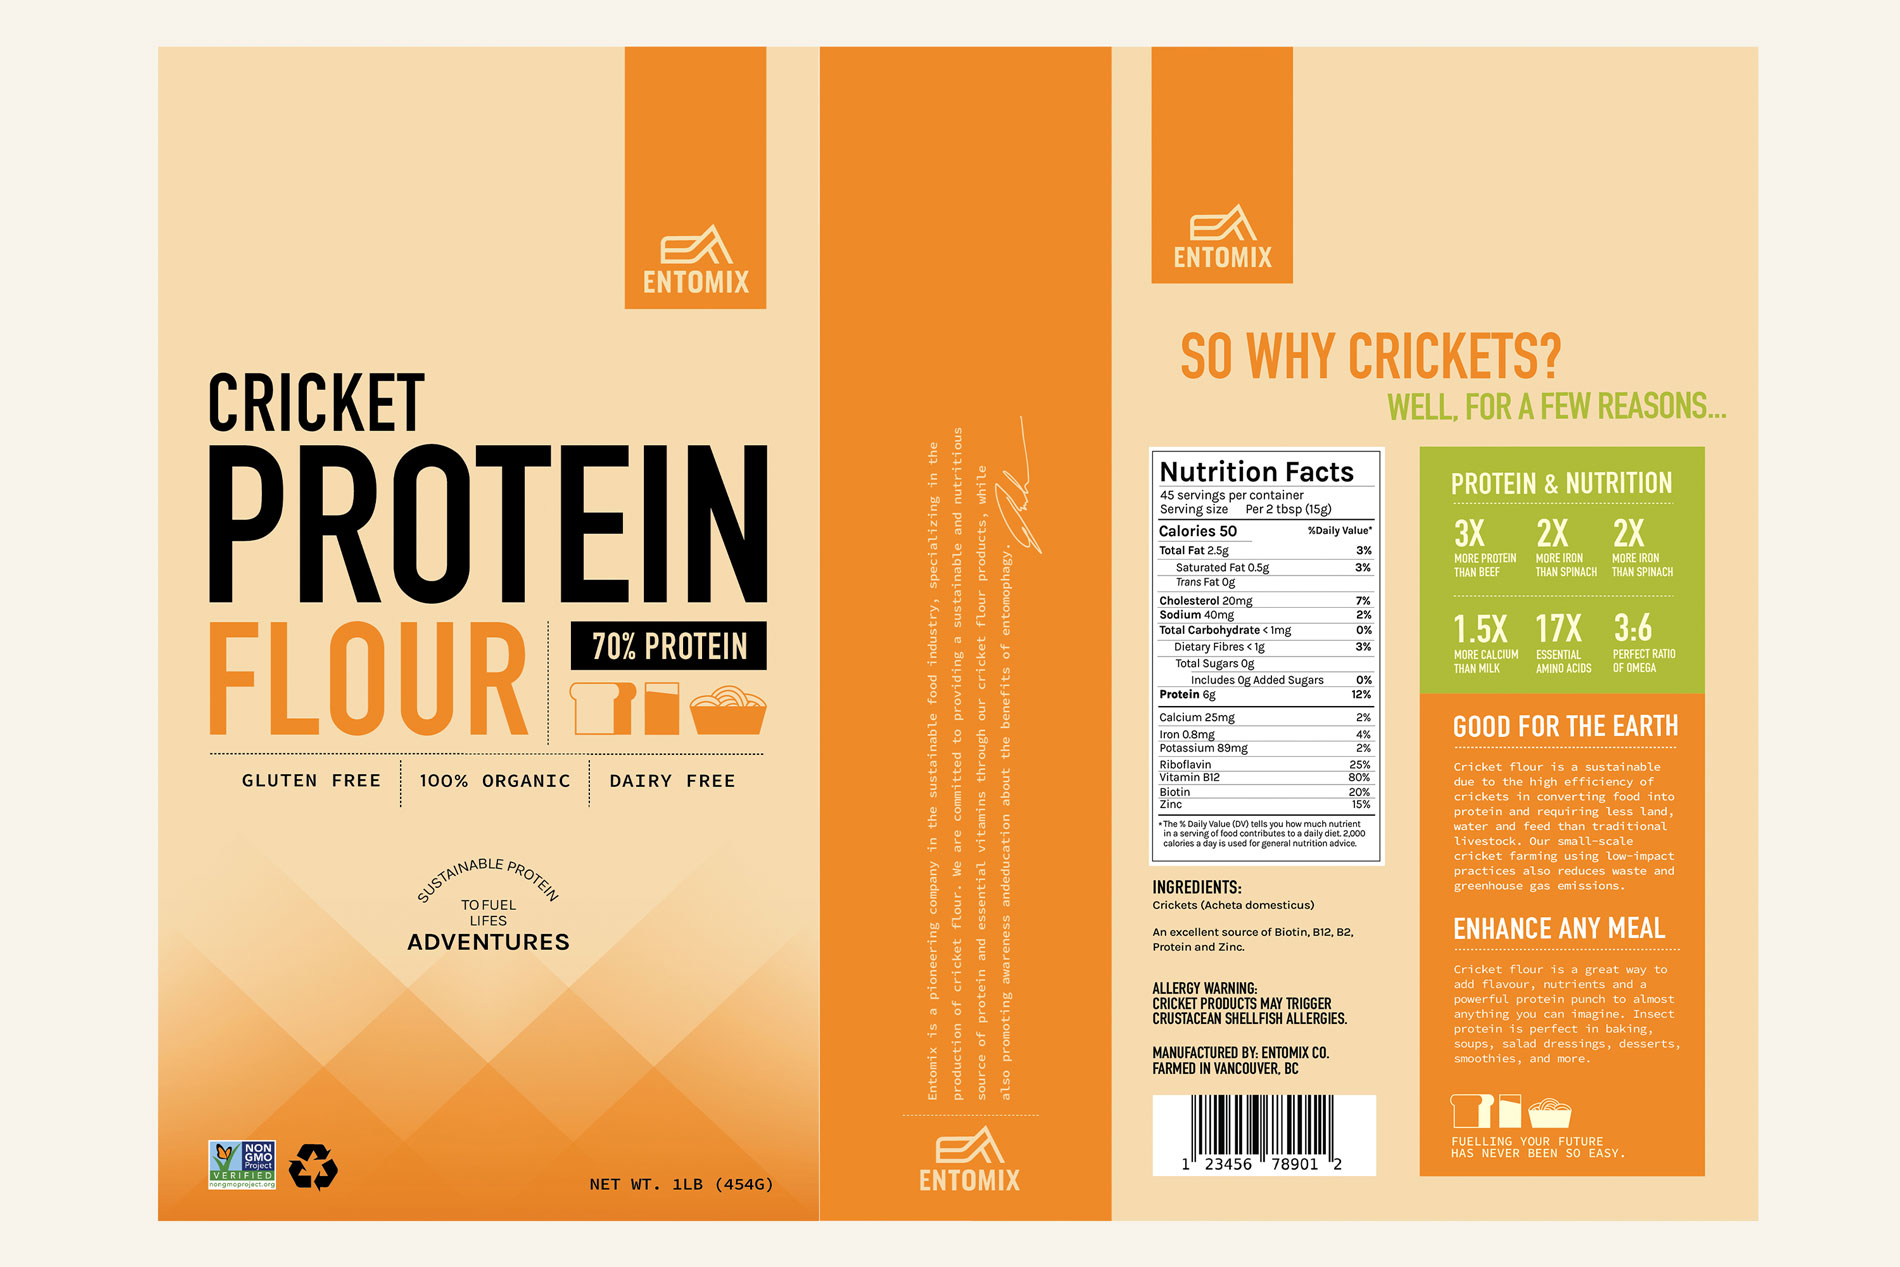 ENTOMIX
CRICKET
PROTEIN
FLOUR
70% PROTEIN
GLUTEN FREE
100% ORGANIC
DAIRY FREE
SUSTAINABLE PROTEIN
TO FUEL
LIFES
ADVENTURES
NON
GMO
Project
VERIFIED
nongmoproject.org
NET WT. 1LB (454G)
Entomix is a pioneering company in the sustainable food industry, specializing in the
production of cricket flour. We are committed to providing a sustainable and nutritious
source of protein and essential vitamins through our cricket flour products, while
also promoting awareness andeducation about the benefits of entomophagy.
ENTOMIX
ENTOMIX
SO WHY CRICKETS?
WELL, FOR A FEW REASONS...
Nutrition Facts
45 servings per container
Serving size Per 2 tbsp (15g)
Calories 50 %Daily Value*
Total Fat 2.5g 3%
Saturated Fat 0.5g 3%
Trans Fat 0g
Cholesterol 20mg 7%
Sodium 40mg 2%
Total Carbohydrate < 1mg 0%
Dietary Fibres < 1g 3%
Total Sugars 0g
Includes 0g Added Sugars 0%
Protein 6g 12%
Calcium 25mg 2%
Iron 0.8mg 4%
Potassium 89mg 2%
Riboflavin 25%
Vitamin B12 80%
Biotin 20%
Zinc 15%
*The % Daily Value (DV) tells you how much nutrient
in a serving of food contributes to a daily diet. 2,000
calories a day is used for general nutrition advice.
INGREDIENTS:
Crickets (Acheta domesticus)
An excellent source of Biotin, B12, B2,
Protein and Zinc.
ALLERGY WARNING:
CRICKET PRODUCTS MAY TRIGGER
CRUSTACEAN SHELLFISH ALLERGIES.
MANUFACTURED BY: ENTOMIX CO.
FARMED IN VANCOUVER, BC
1 23456 78901 2
PROTEIN & NUTRITION
3X
MORE PROTEIN
THAN BEEF
2X
MORE IRON
THAN SPINACH
2X
MORE IRON
THAN SPINACH
1.5X
MORE CALCIUM
THAN MILK
17X
ESSENTIAL
AMINO ACIDS
3:6
PERFECT RATIO
OF OMEGA
GOOD FOR THE EARTH
Cricket flour is a sustainable
due to the high efficiency of
crickets in converting food into
protein and requiring less land,
water and feed than traditional
livestock. Our small-scale
cricket farming using low-impact
practices also reduces waste and
greenhouse gas emissions.
ENHANCE ANY MEAL
Cricket flour is a great way to
add flavour, nutrients and a
powerful protein punch to almost
anything you can imagine. Insect
protein is perfect in baking,
soups, salad dressings, desserts,
smoothies, and more.
FUELLING YOUR FUTURE
HAS NEVER BEEN SO EASY.